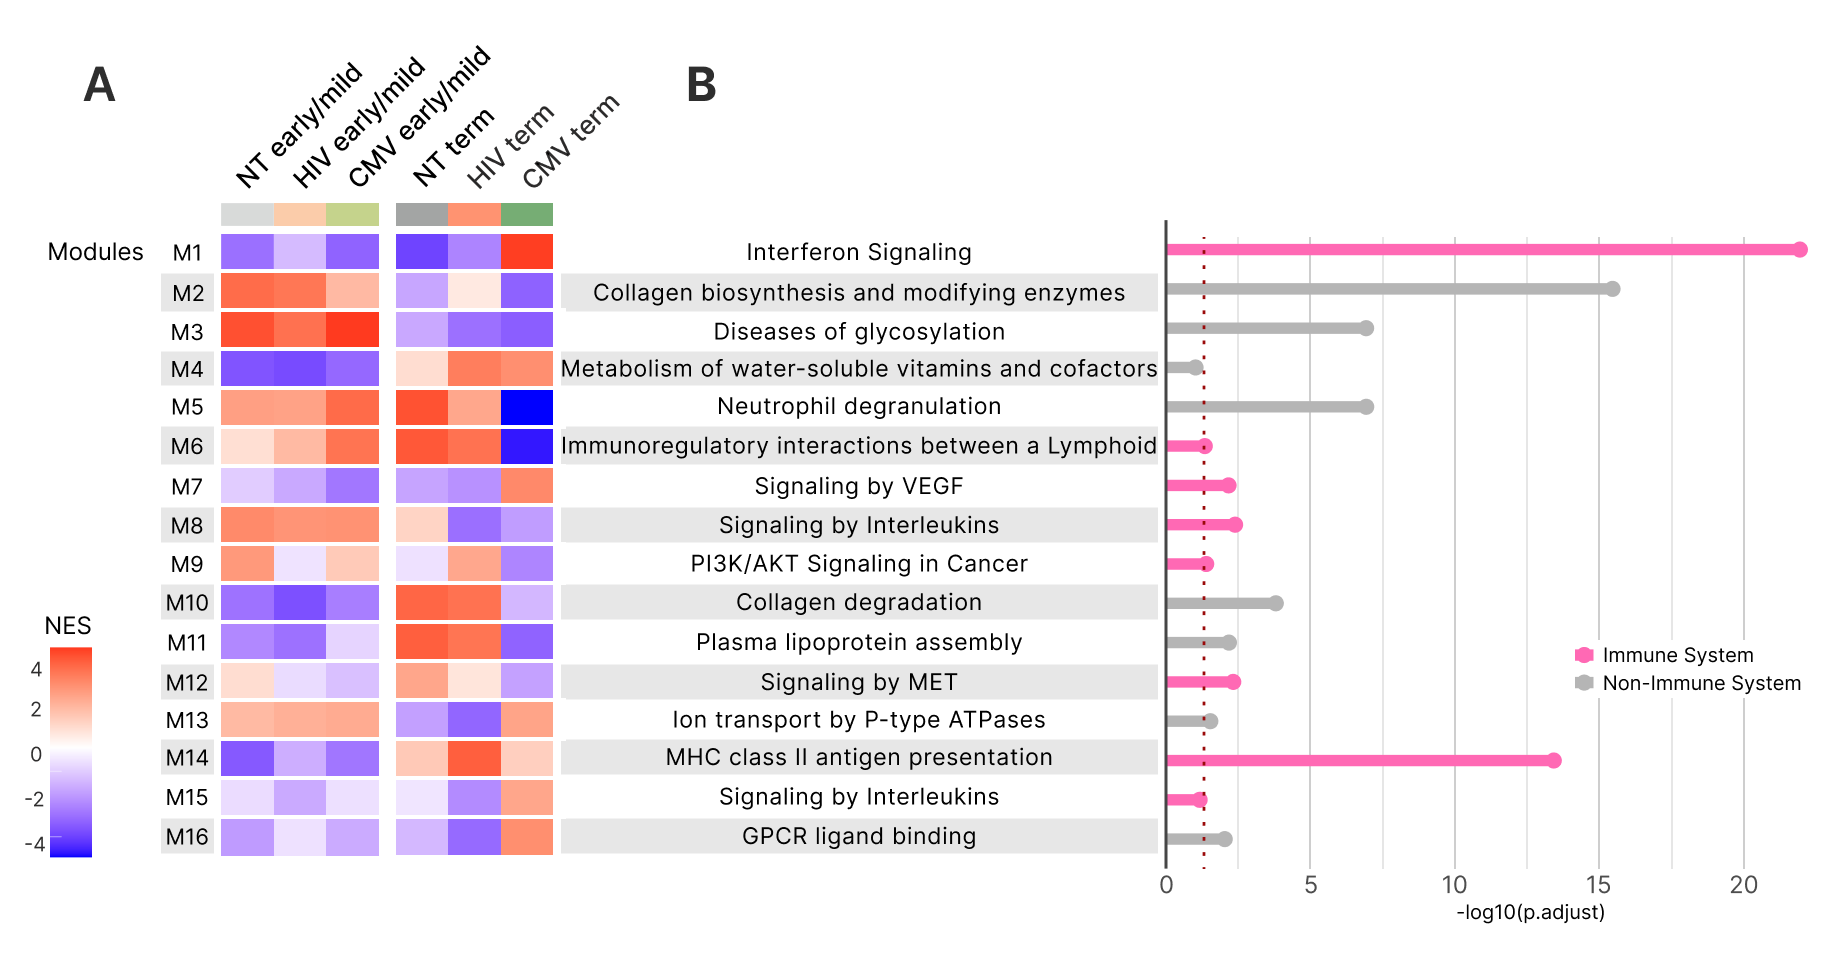 A
B
NT early/mild
HIV early/mild
CMV early/mild
NT term
HIV term
CMV term
Modules
M1 Interferon Signaling
M2 Collagen biosynthesis and modifying enzymes
M3 Diseases of glycosylation
M4 Metabolism of water-soluble vitamins and cofactors
M5 Neutrophil degranulation
M6 Immunoregulatory interactions between a Lymphoid
M7 Signaling by VEGF
M8 Signaling by Interleukins
M9 PI3K/AKT Signaling in Cancer
M10 Collagen degradation
M11 Plasma lipoprotein assembly
M12 Signaling by MET
M13 Ion transport by P-type ATPases
M14 MHC class II antigen presentation
M15 Signaling by Interleukins
M16 GPCR ligand binding
NES
4
2
0
-2
-4
Immune System
Non-Immune System
0 5 10 15 20
-log10(p.adjust)